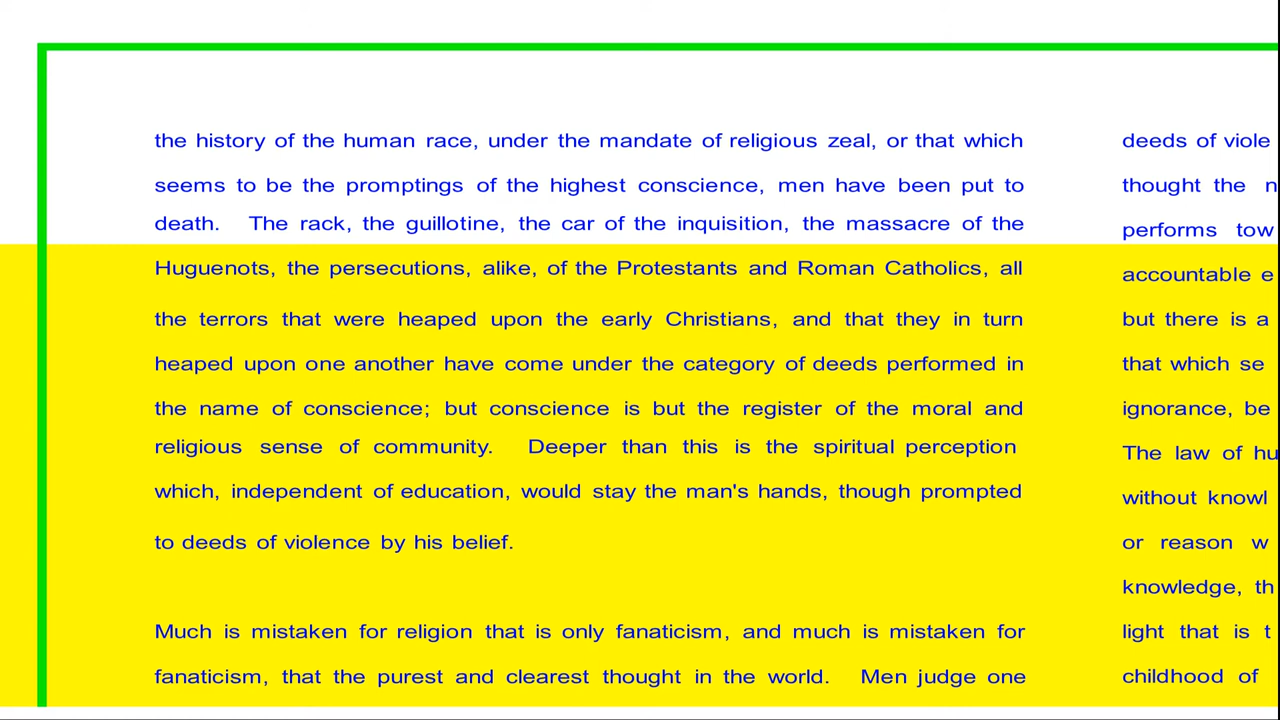 the history of the human race, under the mandate of religious zeal, or that which
seems to be the promptings of the highest conscience, men have been put to
death. The rack, the guillotine, the car of the inquisition, the massacre of the
Huguenots, the persecutions, alike, of the Protestants and Roman Catholics, all
the terrors that were heaped upon the early Christians, and that they in turn
heaped upon one another have come under the category of deeds performed in
the name of conscience; but conscience is but the register of the moral and
religious sense of community. Deeper than this is the spiritual perception
which, independent of education, would stay the man's hands, though prompted
to deeds of violence by his belief.
Much is mistaken for religion that is only fanaticism, and much is mistaken for
fanaticism, that the purest and clearest thought in the world. Men judge one
deeds of viole
thought the n
performs tow
accountable e
but there is a
that which se
ignorance, be
The law of hu
without knowl
or reason w
knowledge, th
light that is t
childhood of